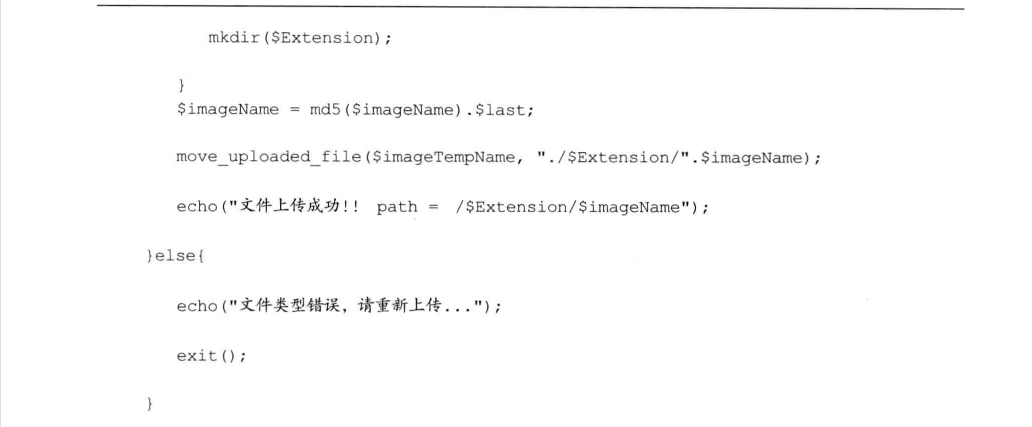 mkdir($Extension);
}
$imageName = md5($imageName).$last;
move_uploaded_file($imageTempName, "./$Extension/".$imageName);
echo("文件上传成功!! path = /$Extension/$imageName");
}else{
echo("文件类型错误，请重新上传...");
exit();
}